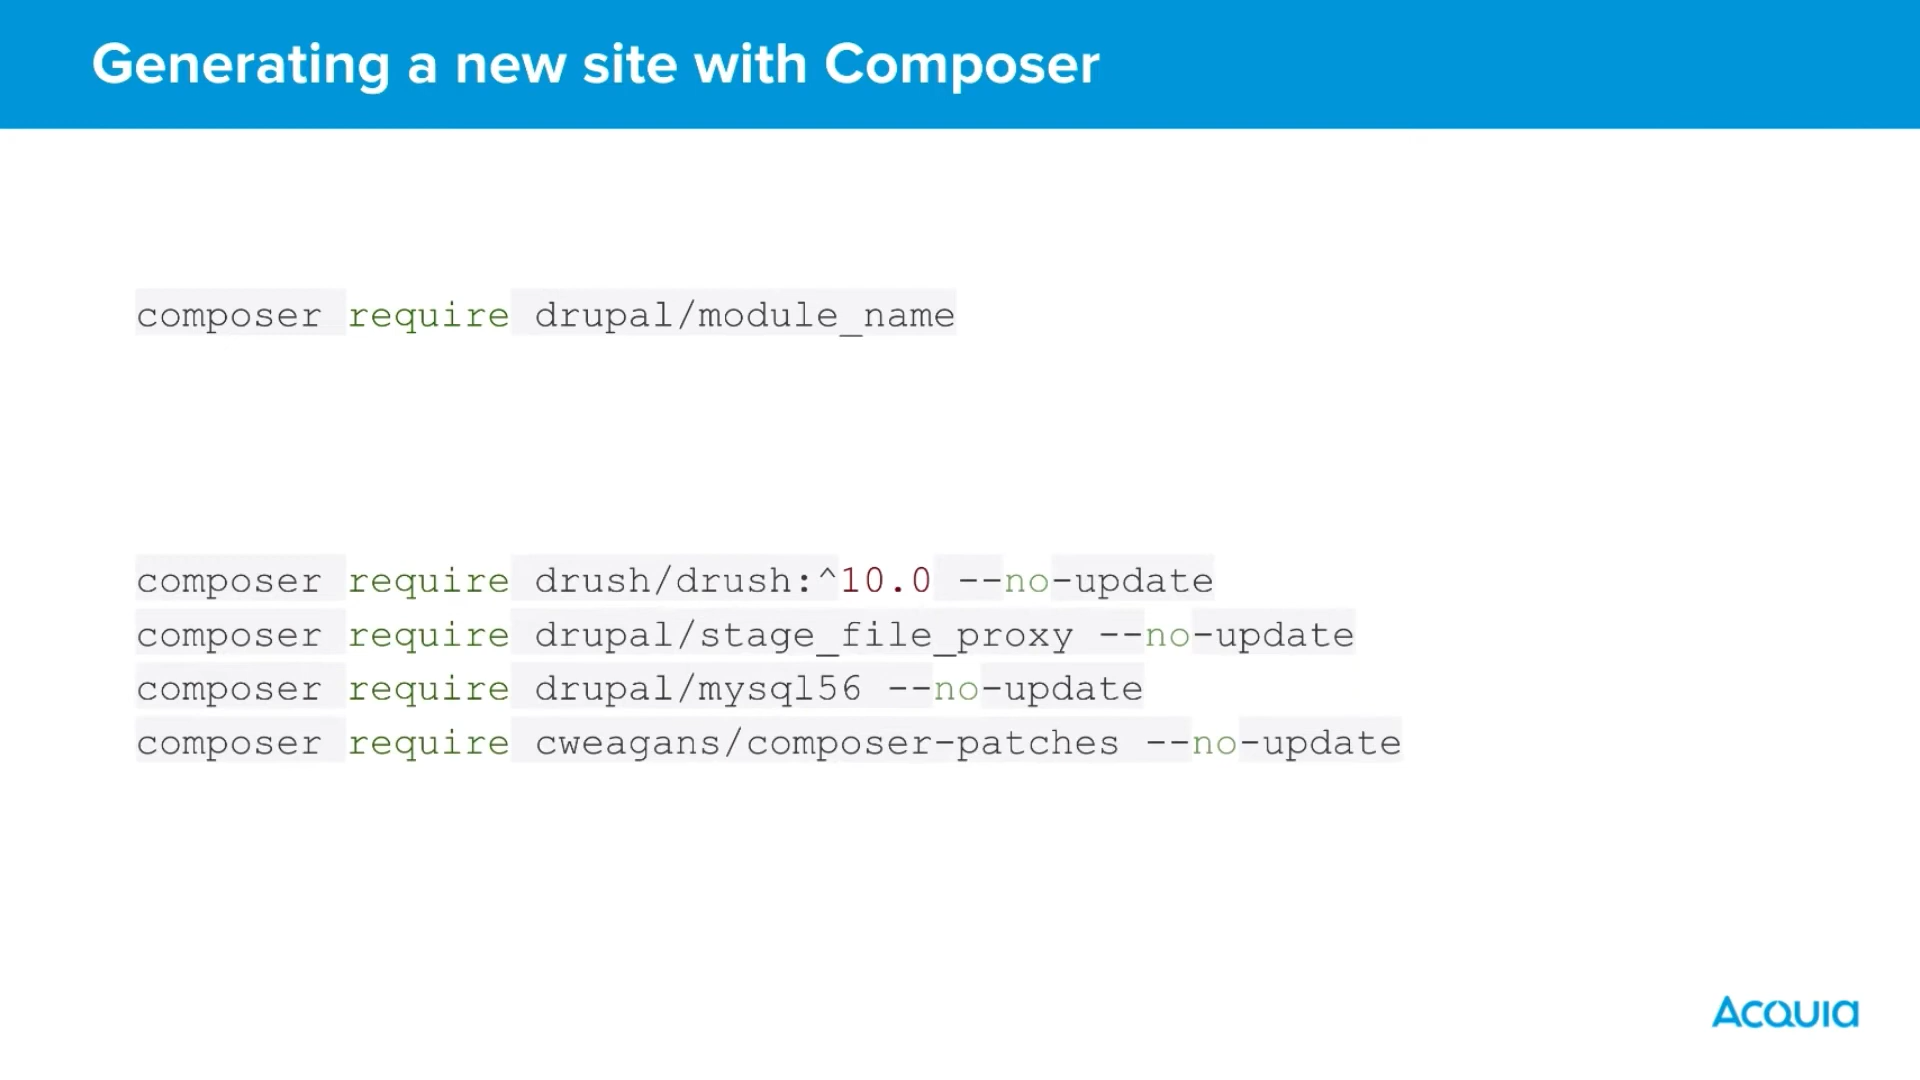 Generating a new site with Composer
composer require drupal/module_name
composer require drush/drush:^10.0 --no-update
composer require drupal/stage_file_proxy --no-update
composer require drupal/mysql56 --no-update
composer require cweagans/composer-patches --no-update
Acquia